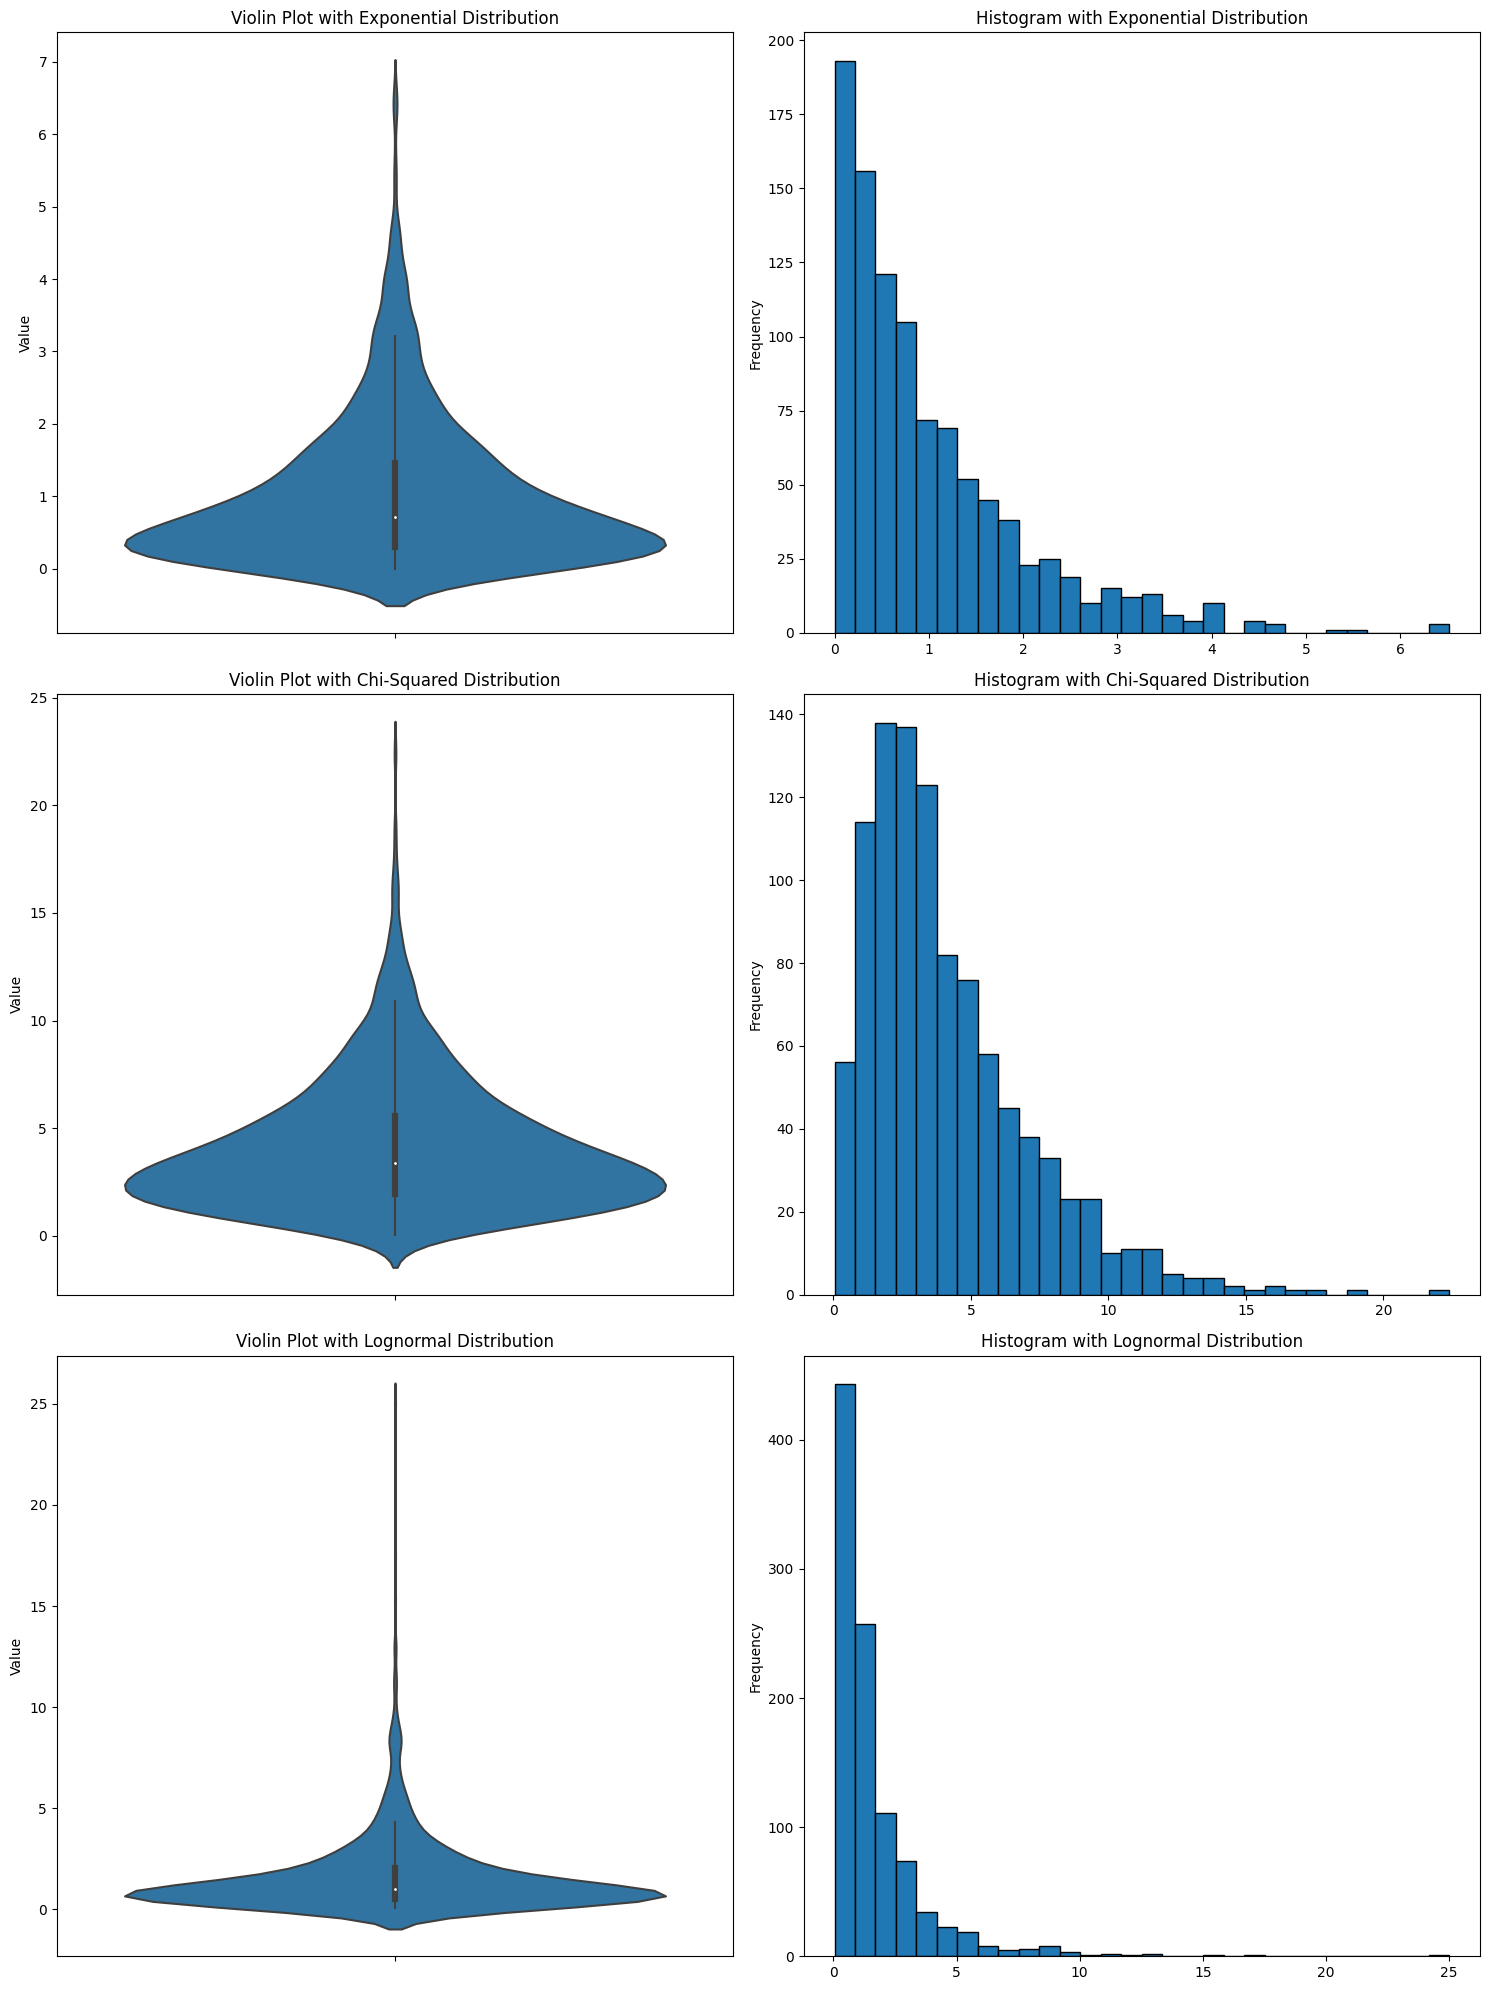 Violin Plot with Exponential Distribution
Value
7
6
5
4
3
2
1
0
Histogram with Exponential Distribution
Frequency
200
175
150
125
100
75
50
25
0
0 1 2 3 4 5 6
Violin Plot with Chi-Squared Distribution
Value
25
20
15
10
5
0
Histogram with Chi-Squared Distribution
Frequency
140
120
100
80
60
40
20
0
0 5 10 15 20
Violin Plot with Lognormal Distribution
Value
25
20
15
10
5
0
Histogram with Lognormal Distribution
Frequency
400
300
200
100
0
0 5 10 15 20 25